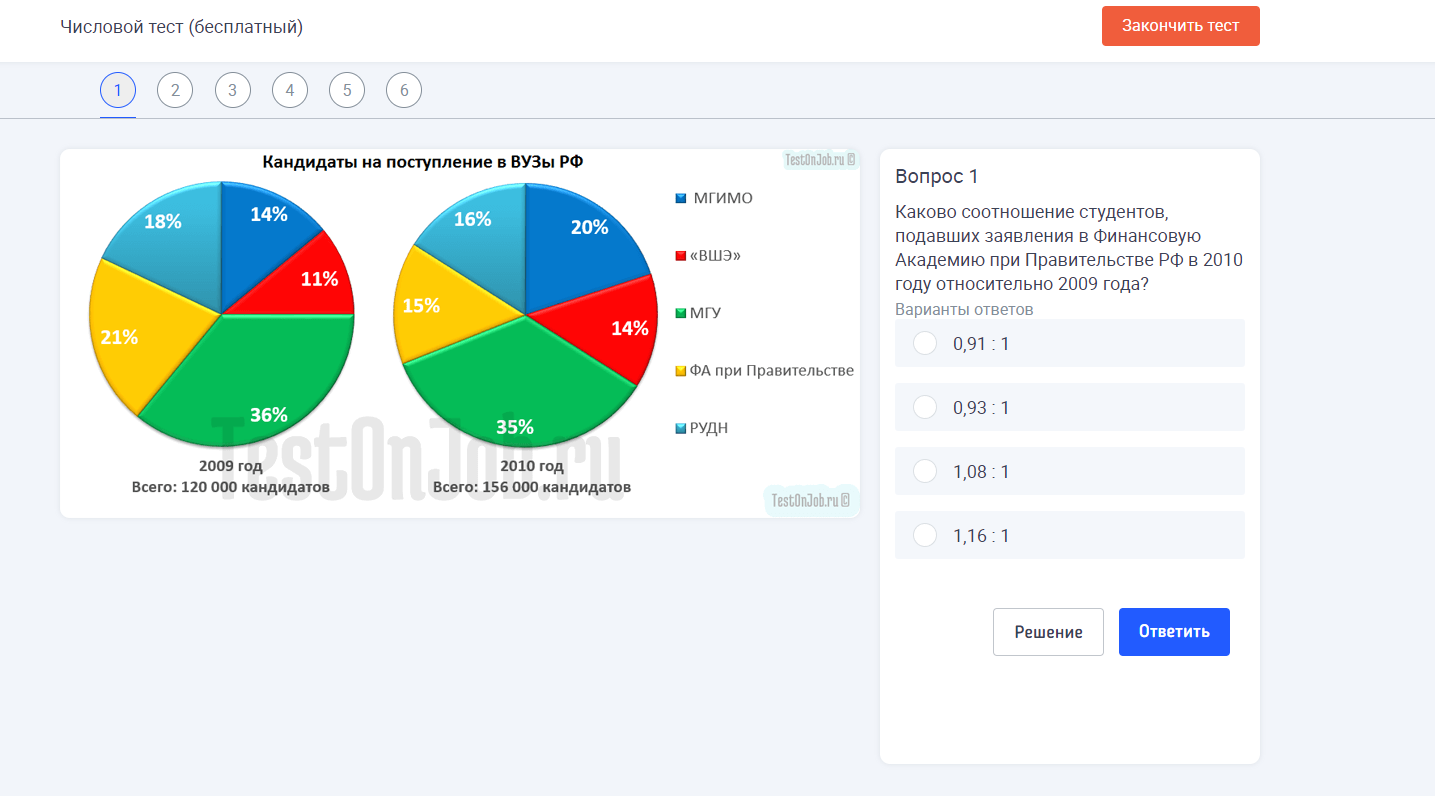 Числовой тест (бесплатный)
Закончить тест
1 2 3 4 5 6
Кандидаты на поступление в ВУЗы РФ
TestOnJob.ru ©
18%
14%
11%
21%
36%
16%
20%
15%
14%
35%
МГИМО
«ВШЭ»
МГУ
ФА при Правительстве
РУДН
TestOnJob.ru
2009 год
Всего: 120 000 кандидатов
2010 год
Всего: 156 000 кандидатов
TestOnJob.ru ©
Вопрос 1
Каково соотношение студентов,
подавших заявления в Финансовую
Академию при Правительстве РФ в 2010
году относительно 2009 года?
Варианты ответов
0,91 : 1
0,93 : 1
1,08 : 1
1,16 : 1
Решение
Ответить